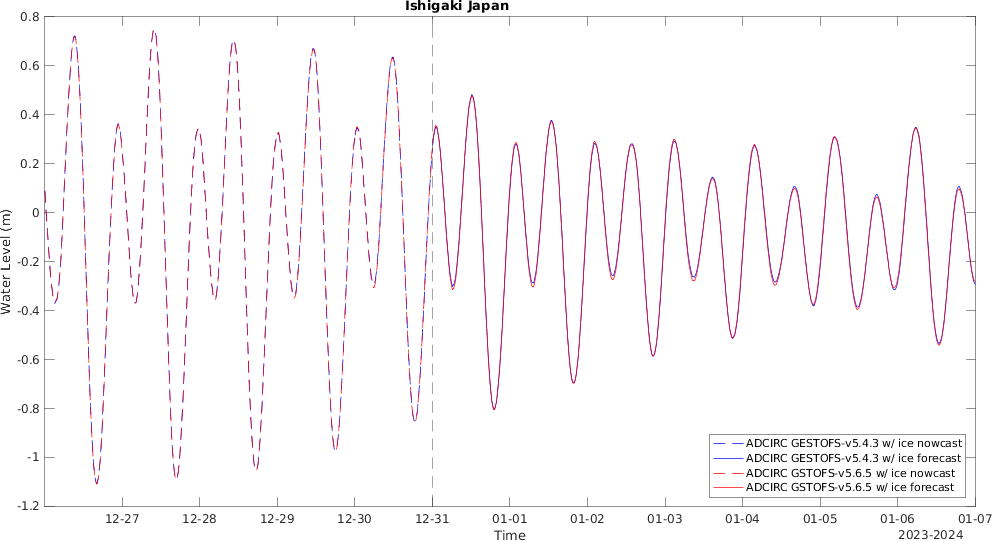 Ishigaki Japan
0.8
0.6
0.4
0.2
0
-0.2
-0.4
-0.6
-0.8
-1
-1.2
Water Level (m)
12-27 12-28 12-29 12-30 12-31 01-01 01-02 01-03 01-04 01-05 01-06 01-07
Time
2023-2024
ADCIRC GESTOFS-v5.4.3 w/ ice nowcast
ADCIRC GESTOFS-v5.4.3 w/ ice forecast
ADCIRC GSTOFS-v5.6.5 w/ ice nowcast
ADCIRC GSTOFS-v5.6.5 w/ ice forecast